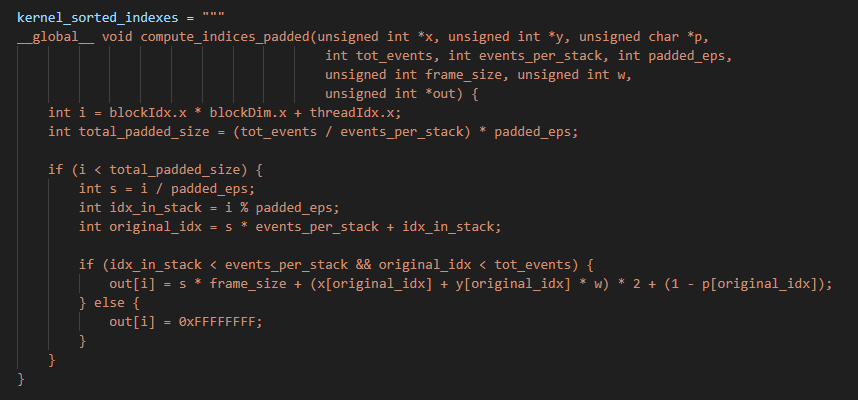 kernel_sorted_indexes = """
__global__ void compute_indices_padded(unsigned int *x, unsigned int *y, unsigned char *p,
                                       int tot_events, int events_per_stack, int padded_eps,
                                       unsigned int frame_size, unsigned int w,
                                       unsigned int *out) {
    int i = blockIdx.x * blockDim.x + threadIdx.x;
    int total_padded_size = (tot_events / events_per_stack) * padded_eps;

    if (i < total_padded_size) {
        int s = i / padded_eps;
        int idx_in_stack = i % padded_eps;
        int original_idx = s * events_per_stack + idx_in_stack;

        if (idx_in_stack < events_per_stack && original_idx < tot_events) {
            out[i] = s * frame_size + (x[original_idx] + y[original_idx] * w) * 2 + (1 - p[original_idx]);
        } else {
            out[i] = 0xFFFFFFFF;
        }
    }
}